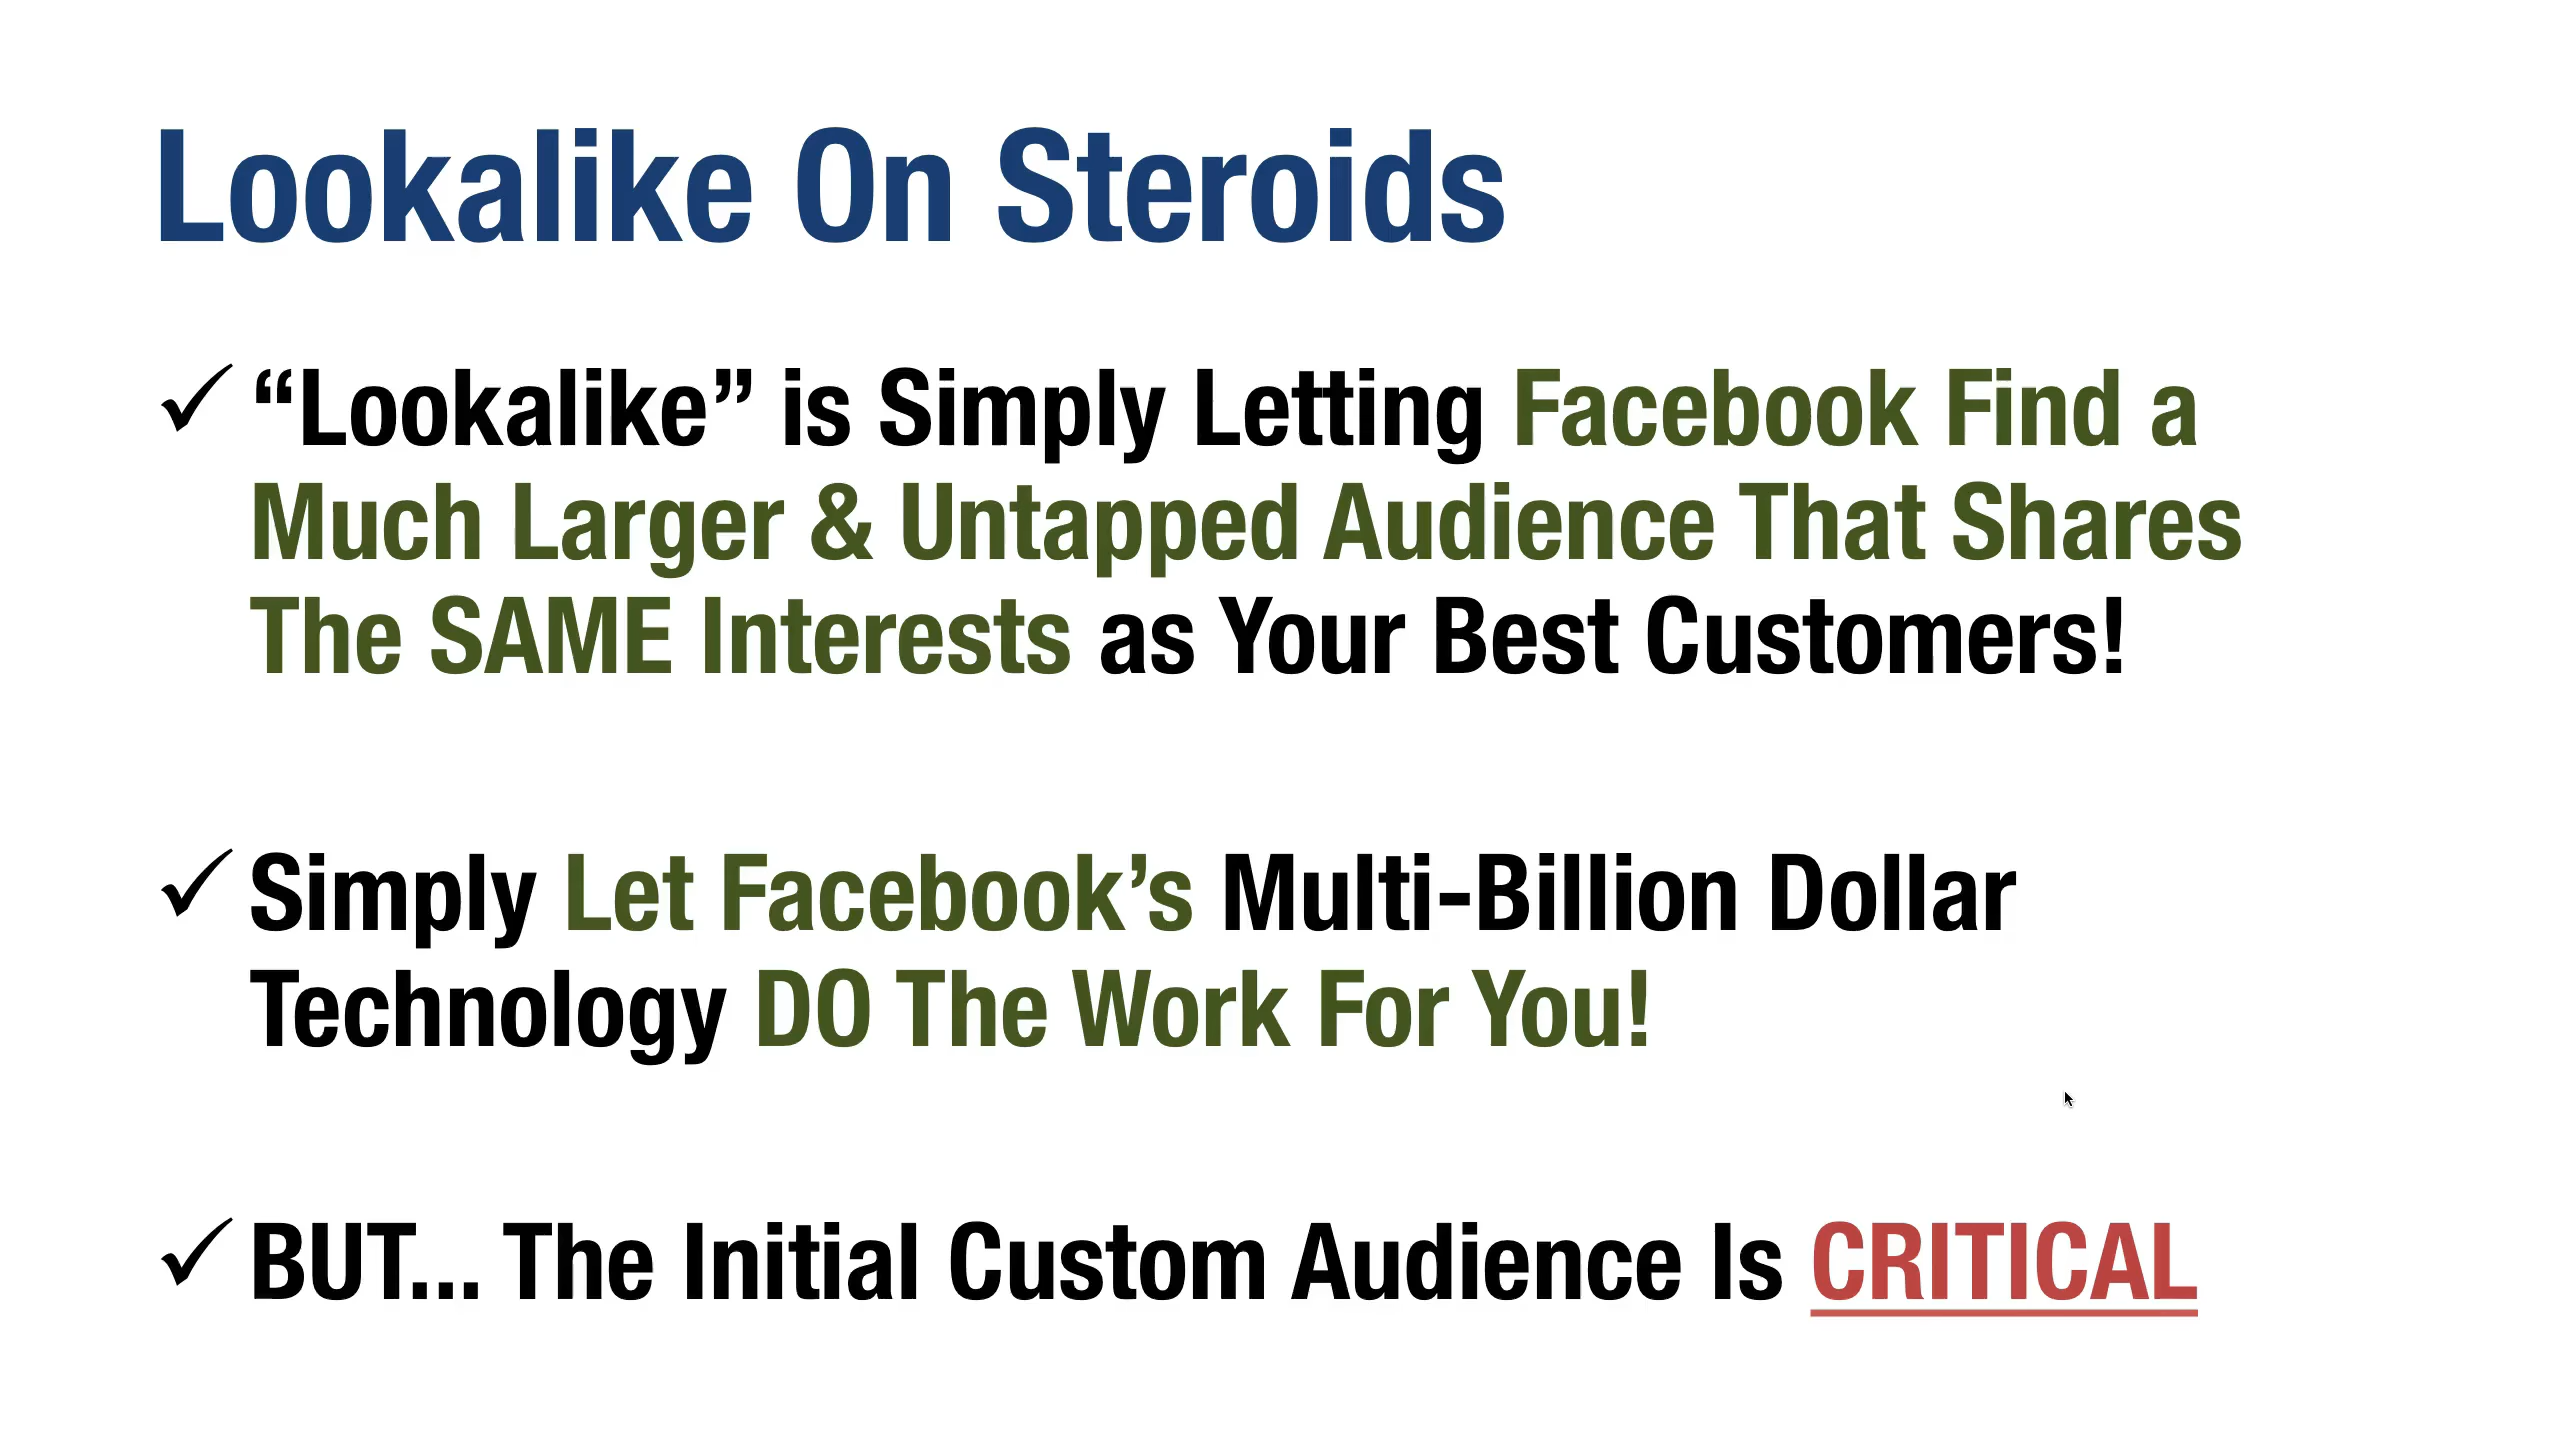 Lookalike On Steroids
✓ “Lookalike” is Simply Letting Facebook Find a
Much Larger & Untapped Audience That Shares
The SAME Interests as Your Best Customers!
✓ Simply Let Facebook’s Multi-Billion Dollar
Technology DO The Work For You!
✓ BUT... The Initial Custom Audience Is CRITICAL